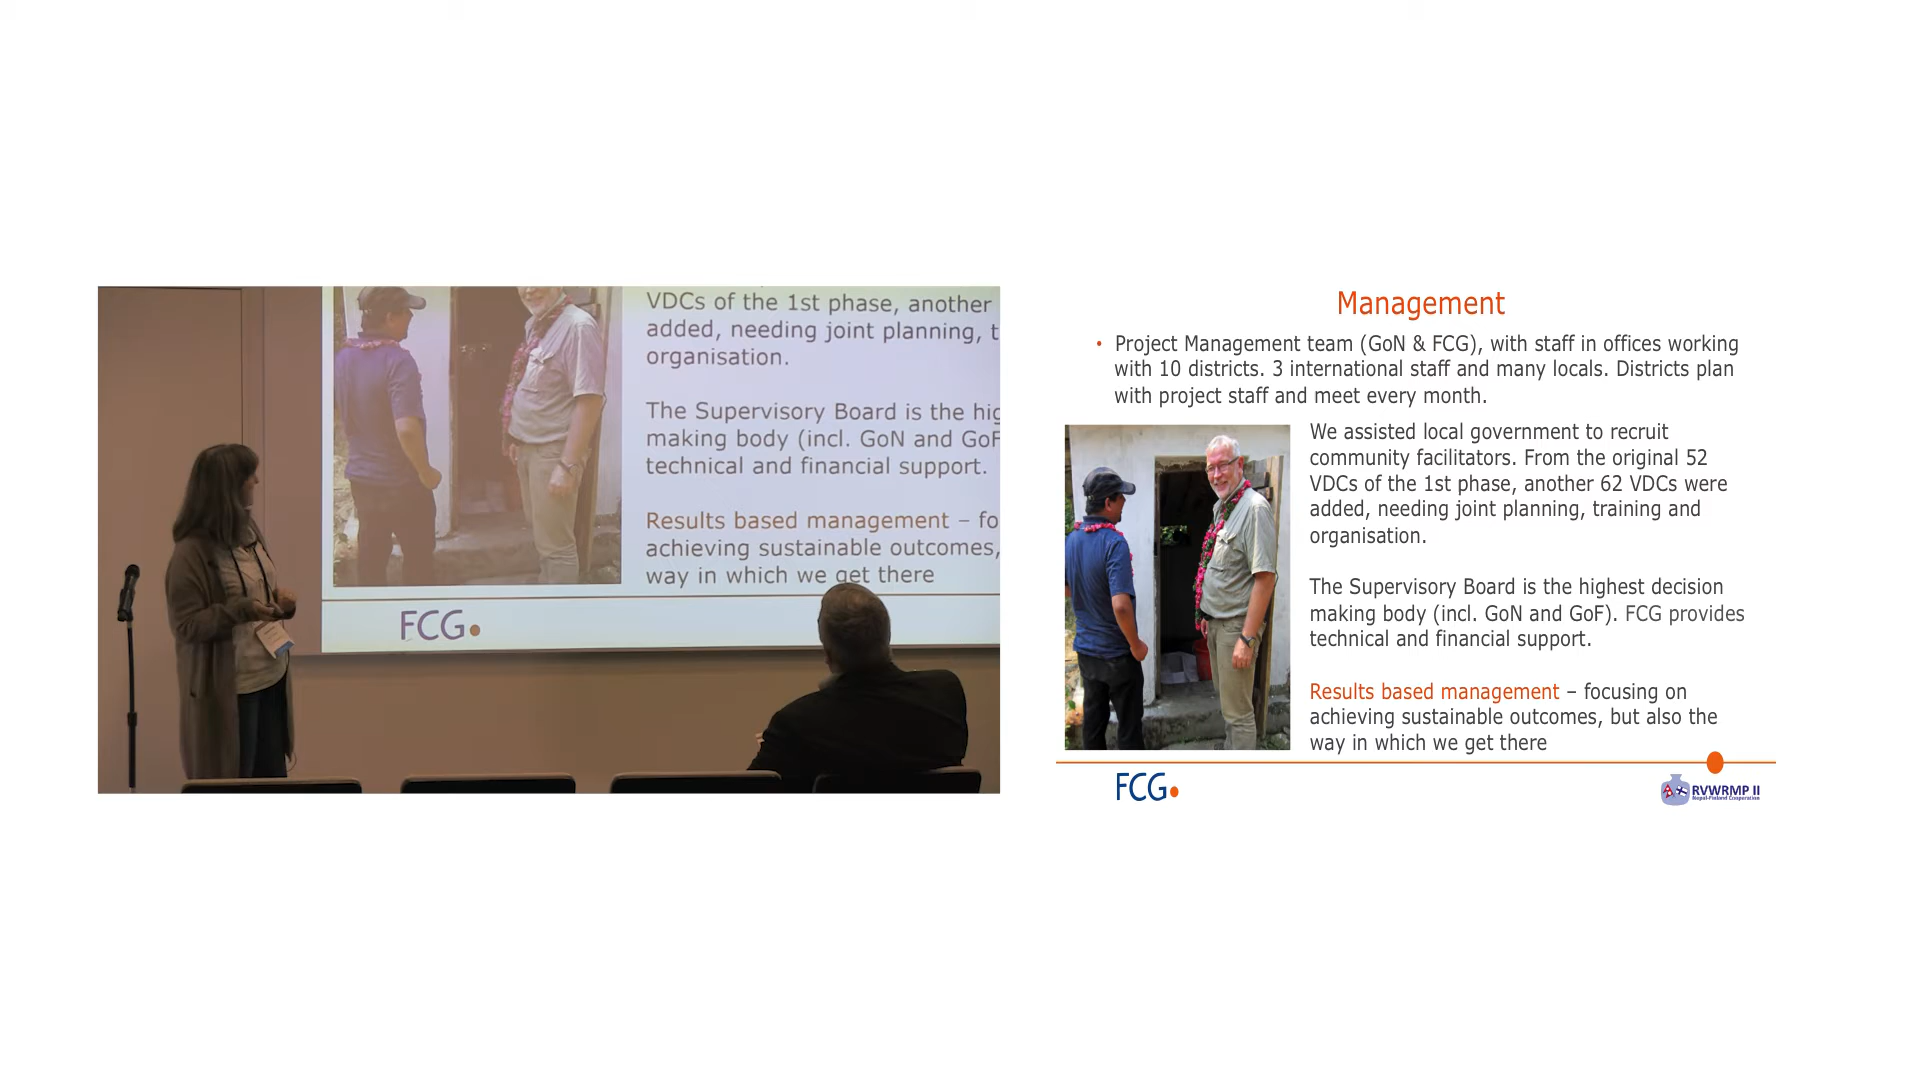 VDCs of the 1st phase, another
added, needing joint planning, t
organisation.
The Supervisory Board is the hig
making body (incl. GoN and GoF
technical and financial support.
Results based management – fo
achieving sustainable outcomes,
way in which we get there
FCG
Management
• Project Management team (GoN & FCG), with staff in offices working
with 10 districts. 3 international staff and many locals. Districts plan
with project staff and meet every month.
We assisted local government to recruit
community facilitators. From the original 52
VDCs of the 1st phase, another 62 VDCs were
added, needing joint planning, training and
organisation.
The Supervisory Board is the highest decision
making body (incl. GoN and GoF). FCG provides
technical and financial support.
Results based management – focusing on
achieving sustainable outcomes, but also the
way in which we get there
FCG
RVWRMP II
Nepal-Finland Cooperation